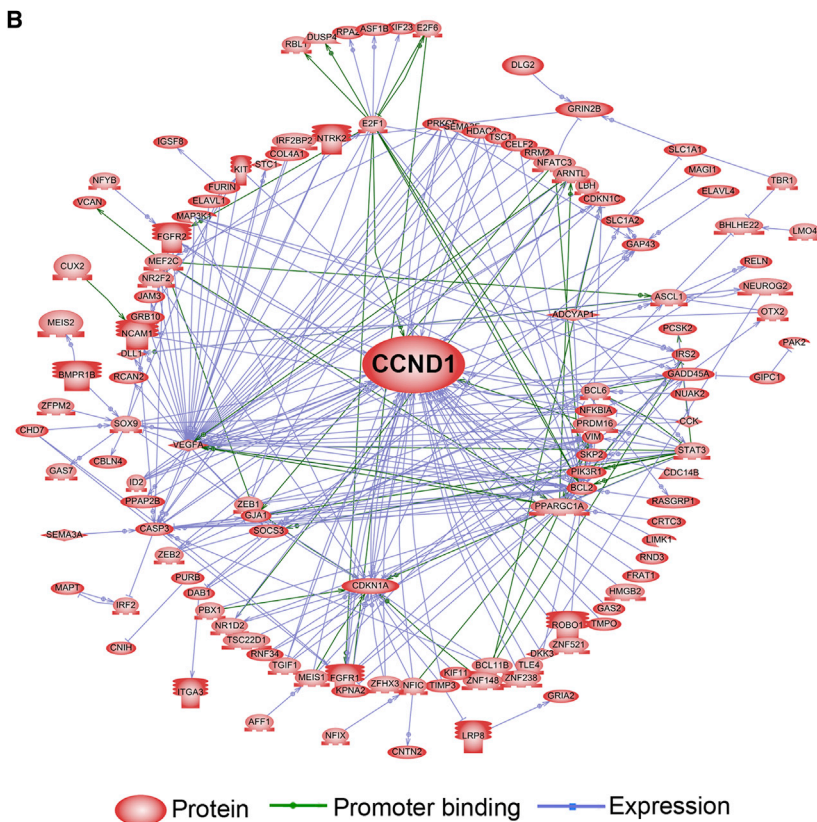 B
E2F6
KIF23
ASF1B
RPA2
DUSP4
RBL1
DLG2
GRIN2B
E2F1
NTRK2
IRF2BP2
COL4A1
STC1
KIT
FURIN
ELAVL1
MAP3K1
IGSF8
HDAC4
TSC1
CELF2
RRM2
NFATC3
ARNTL
LBH
CDKN1C
SLC1A2
GAP43
SLC1A1
MAGI1
ELAVL4
TBR1
BHLHE22
LMO4
NFYB
VCAN
FGFR2
MEF2C
NR2F2
JAM3
GRB10
NCAM1
DLL1
RCAN2
CUX2
MEIS2
BMPR1B
ZFPM2
SOX9
CHD7
GAS7
CBLN4
ID2
PPAP2B
RELN
NEUROG2
ASCL1
ADCYAP1
OTX2
PCSK2
IRS2
PAK2
GADD45A
GIPC1
NUAK2
CCK
CCND1
BCL6
NFKBIA
PRDM16
VIM
SKP2
PIK3R1
BCL2
STAT3
CDC14B
VEGFA
PPARGC1A
RASGRP1
CRTC3
LIMK1
RND3
FRAT1
HMGB2
GAS2
TMPO
ZEB1
GJA1
SOCS3
SEMA3A
CASP3
ZEB2
PURB
DAB1
PBX1
MAPT
IRF2
CNIH
CDKN1A
NR1D2
TSC22D1
RNF34
TGIF1
MEIS1
FGFR1
KPNA2
ZFHX3
NFIC
TIMP3
KIF11
BCL11B
ZNF148
TLE4
ZNF238
DKK3
ROBO1
ZNF521
ITGA3
AFF1
NFIX
CNTN2
LRP8
GRIA2
Protein Promoter binding Expression